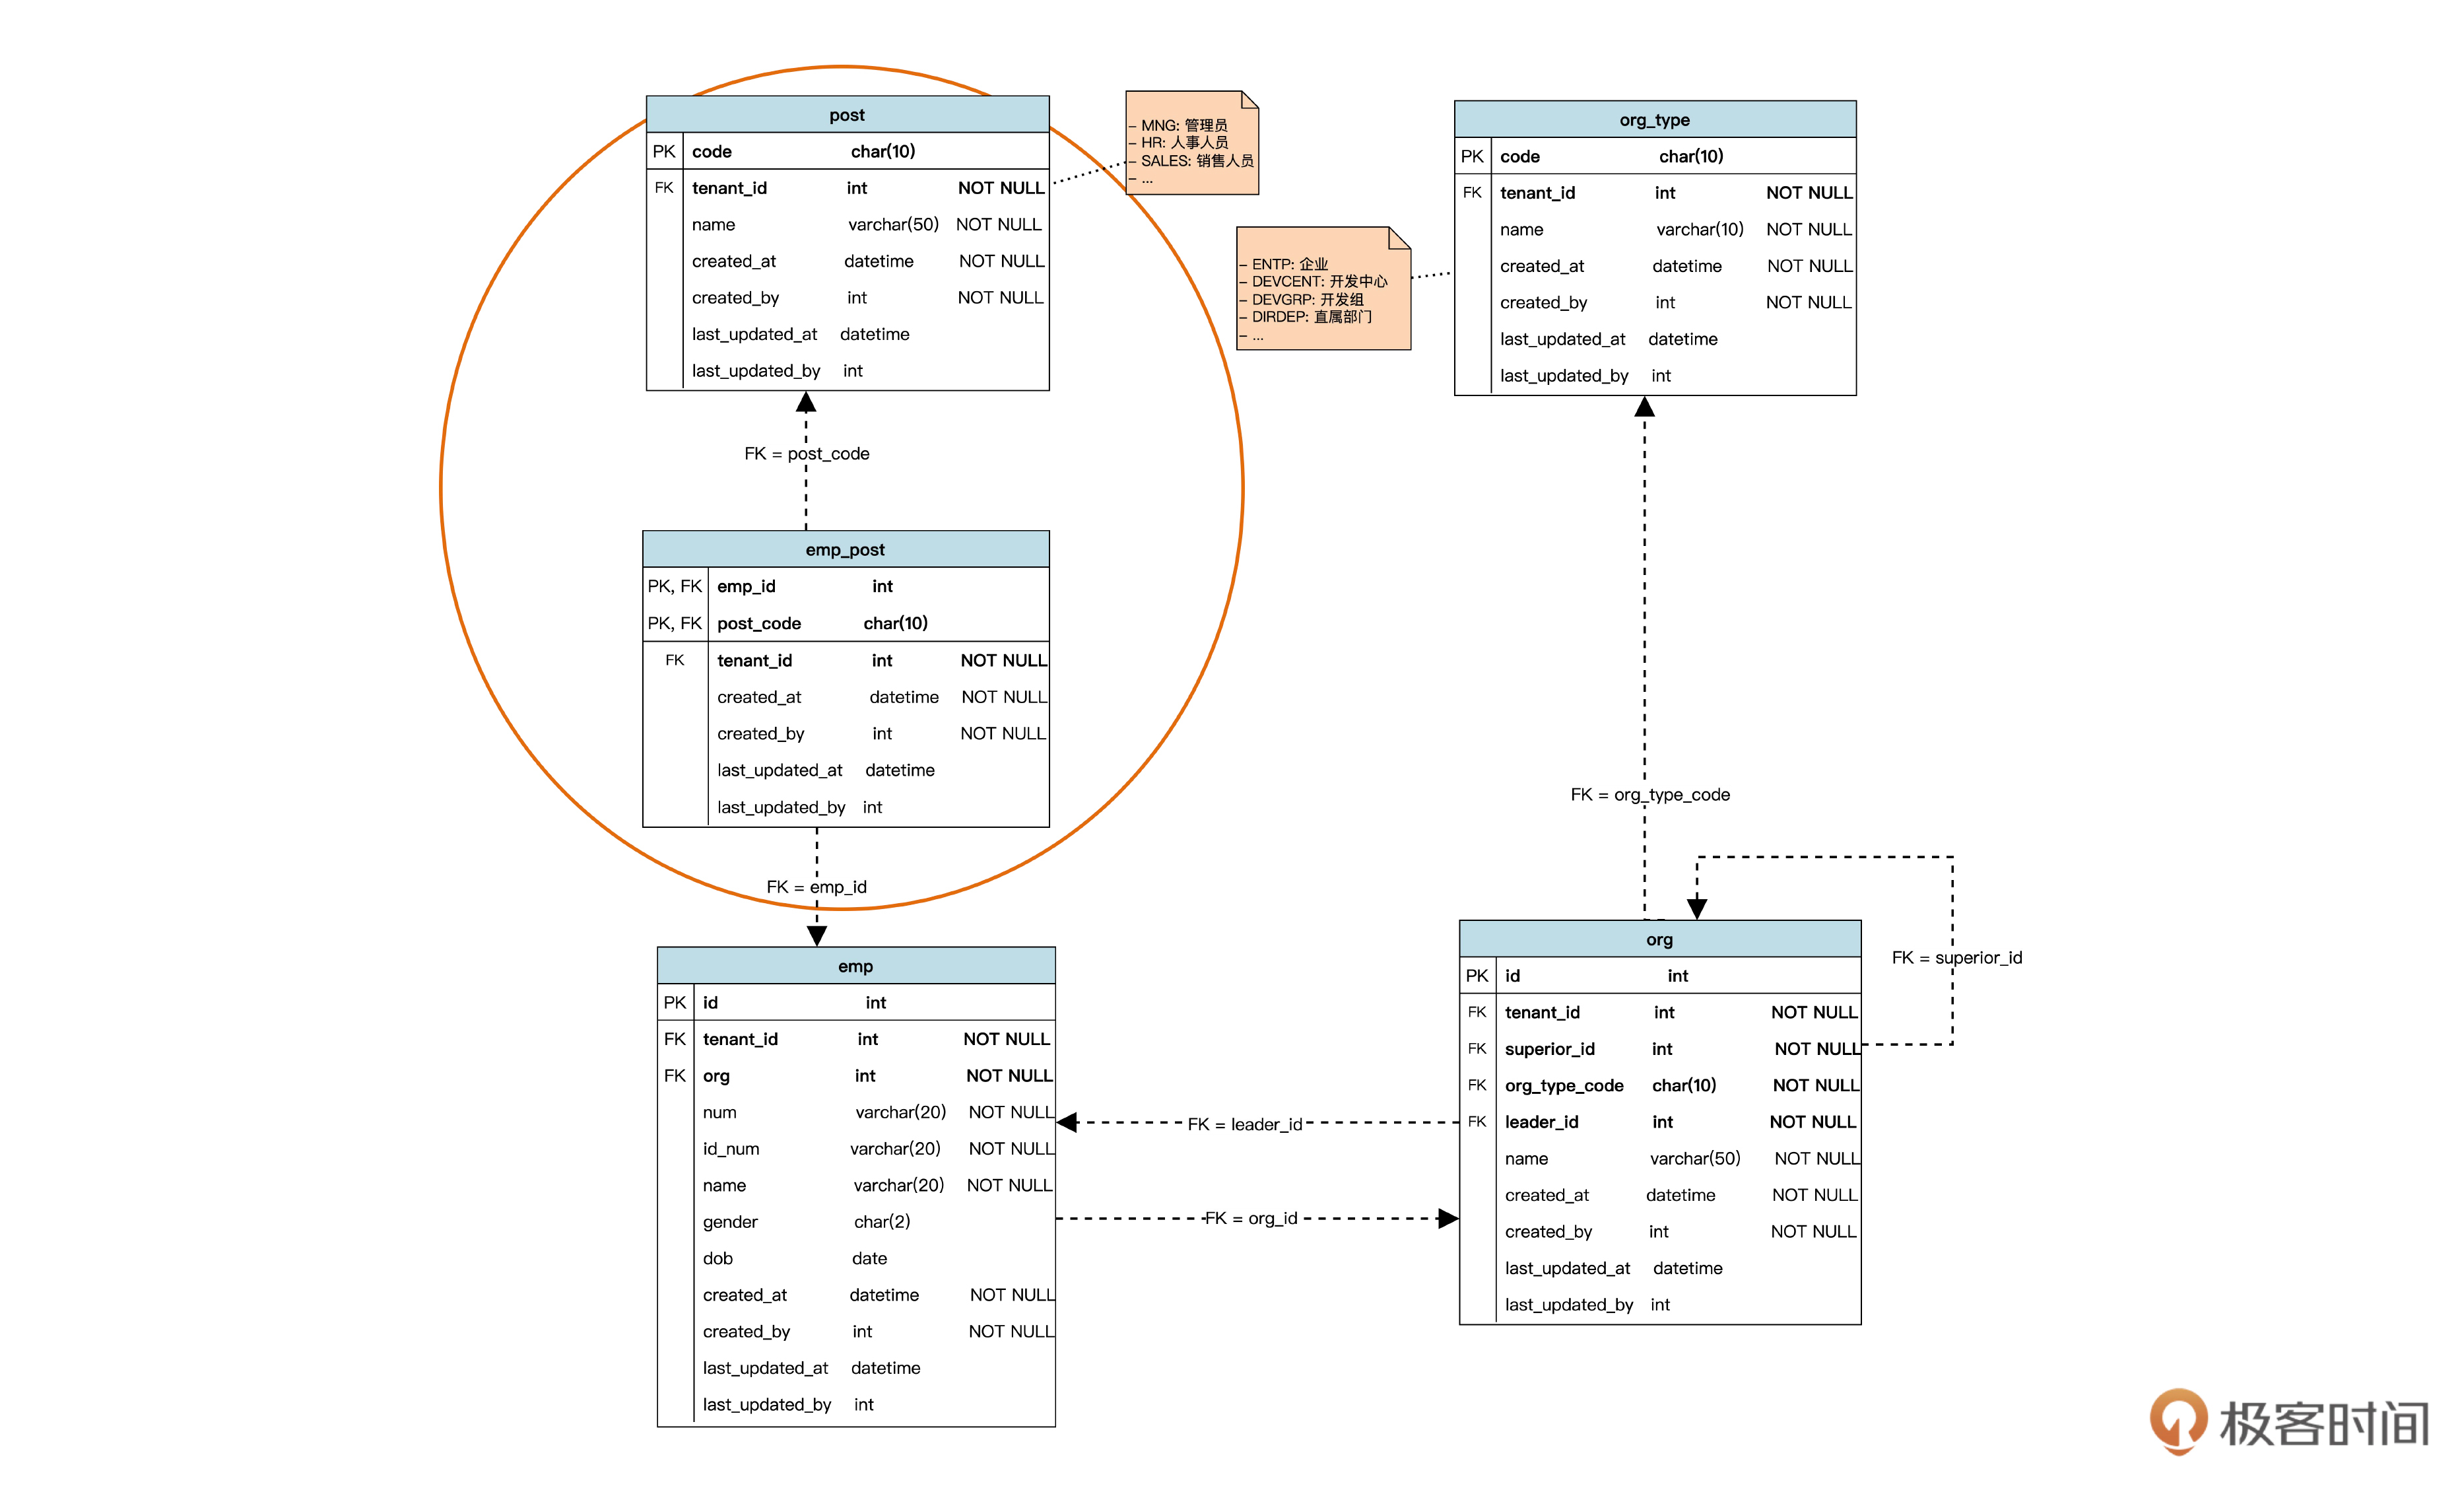 post
PK code char(10)
FK tenant_id int NOT NULL
name varchar(50) NOT NULL
created_at datetime NOT NULL
created_by int NOT NULL
last_updated_at datetime
last_updated_by int
– MNG: 管理员
– HR: 人事人员
– SALES: 销售人员
– ...
org_type
PK code char(10)
FK tenant_id int NOT NULL
name varchar(10) NOT NULL
created_at datetime NOT NULL
created_by int NOT NULL
last_updated_at datetime
last_updated_by int
– ENTP: 企业
– DEVCENT: 开发中心
– DEVGRP: 开发组
– DIRDEP: 直属部门
– ...
FK = post_code
emp_post
PK, FK emp_id int
PK, FK post_code char(10)
FK tenant_id int NOT NULL
created_at datetime NOT NULL
created_by int NOT NULL
last_updated_at datetime
last_updated_by int
FK = org_type_code
FK = emp_id
emp
PK id int
FK tenant_id int NOT NULL
FK org int NOT NULL
num varchar(20) NOT NULL
id_num varchar(20) NOT NULL
name varchar(20) NOT NULL
gender char(2)
dob date
created_at datetime NOT NULL
created_by int NOT NULL
last_updated_at datetime
last_updated_by int
FK = leader_id
FK = org_id
org
PK id int
FK tenant_id int NOT NULL
FK superior_id int NOT NULL
FK org_type_code char(10) NOT NULL
FK leader_id int NOT NULL
name varchar(50) NOT NULL
created_at datetime NOT NULL
created_by int NOT NULL
last_updated_at datetime
last_updated_by int
FK = superior_id
极客时间